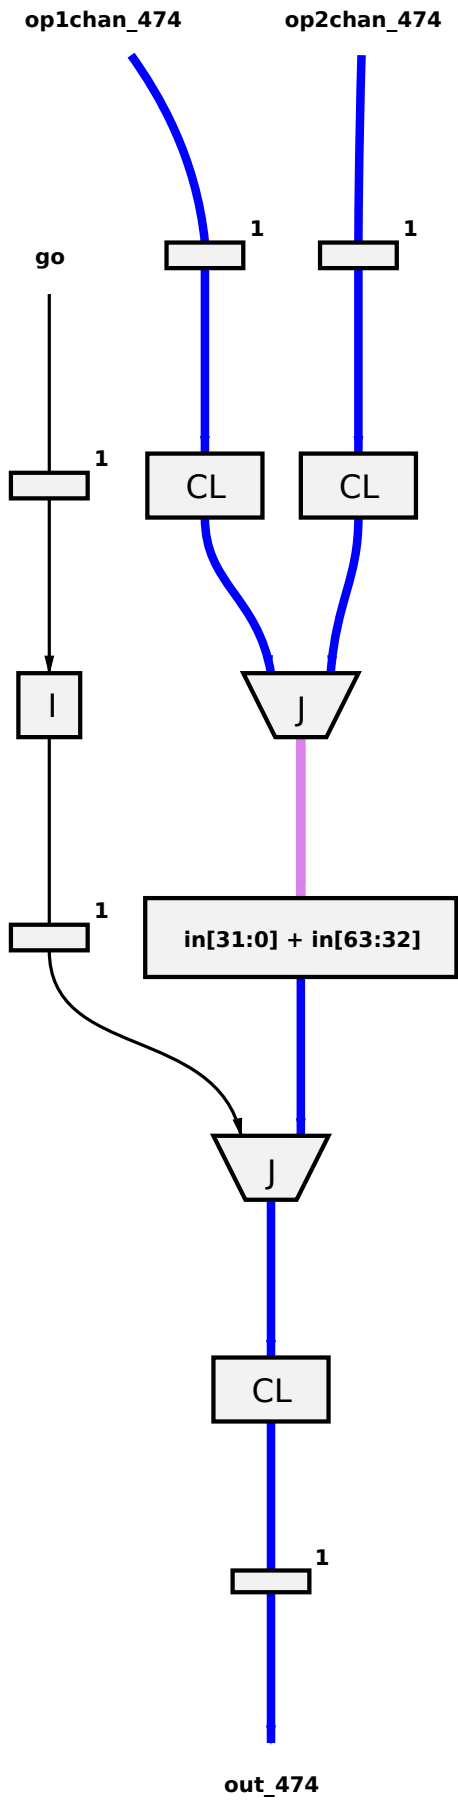 op1chan_474
op2chan_474
1
1
go
1
CL
CL
I
J
1
in[31:0] + in[63:32]
J
CL
1
out_474